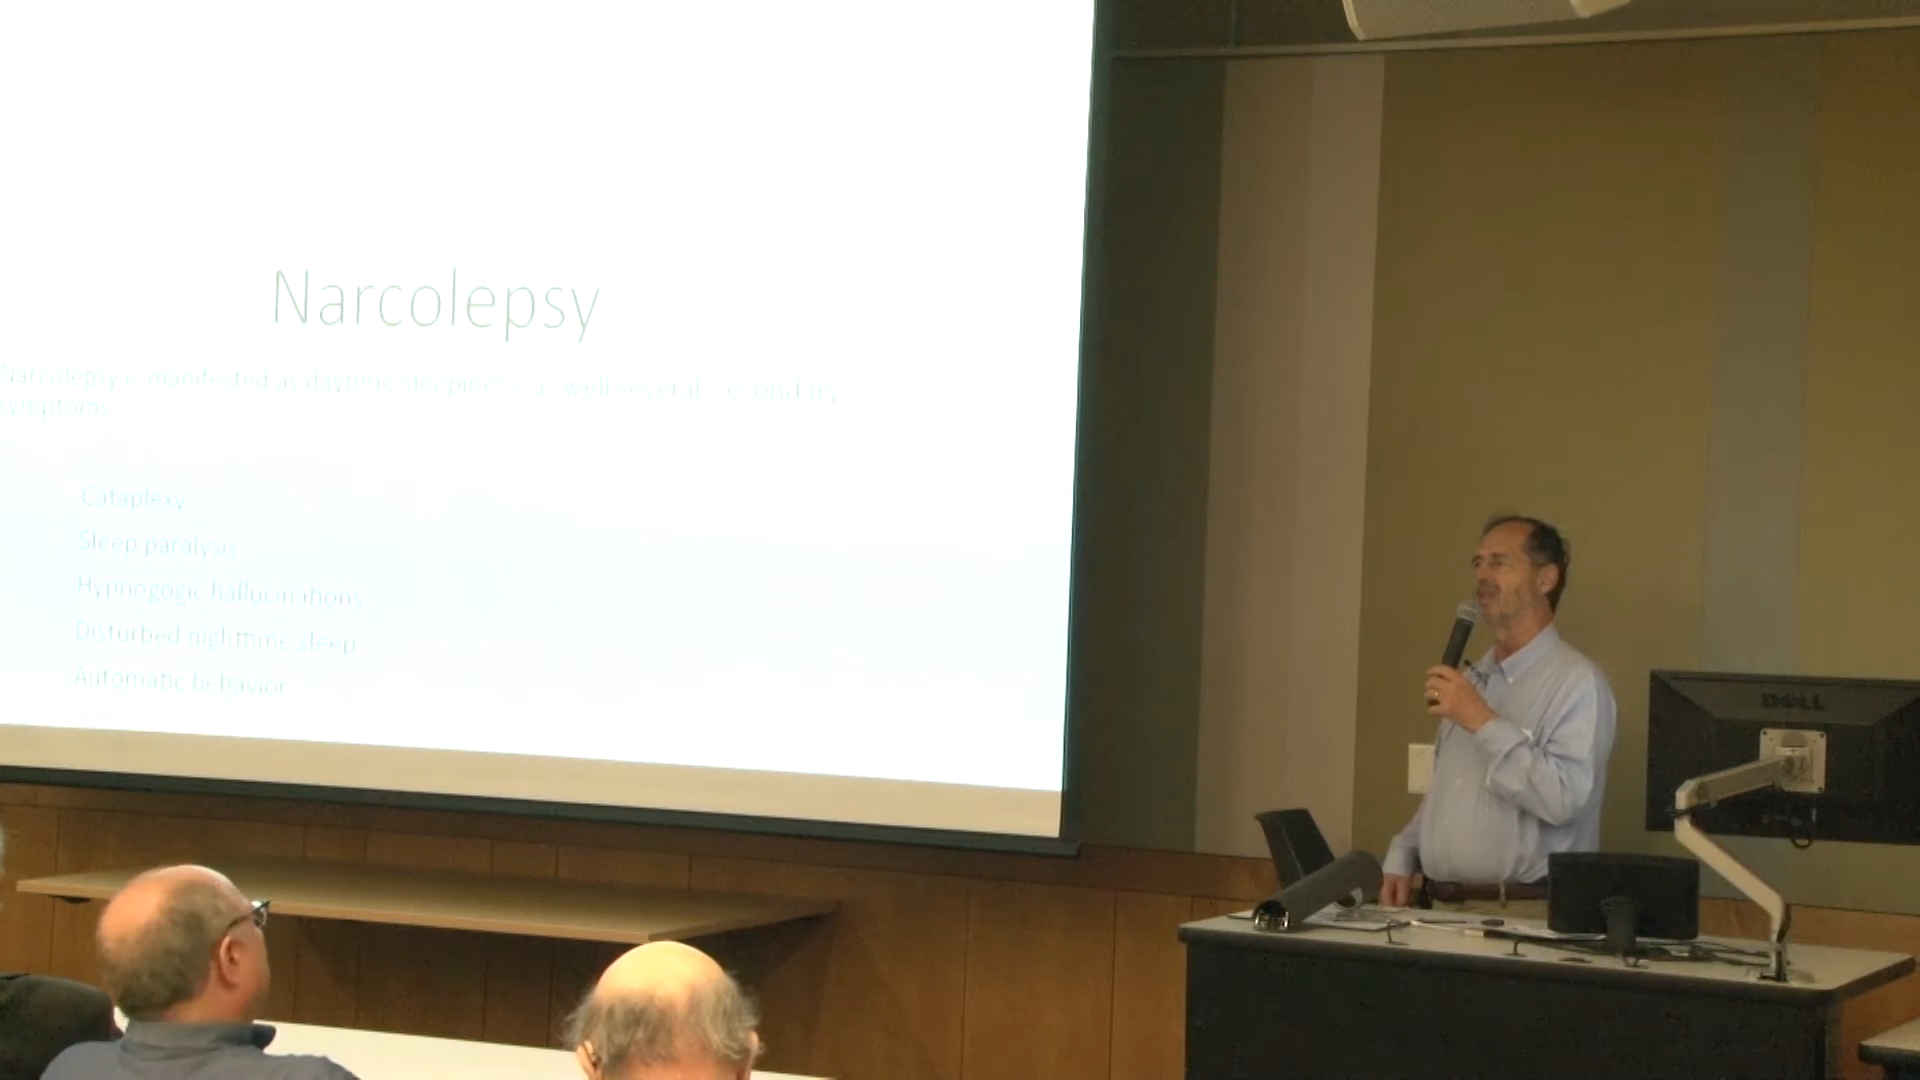 Narcolepsy
Narcolepsy is manifested as daytime sleepiness, as well several secondary
symptoms
Cataplexy
Sleep paralysis
Hypnogogic hallucinations
Disturbed nighttime sleep
Automatic behavior
DELL